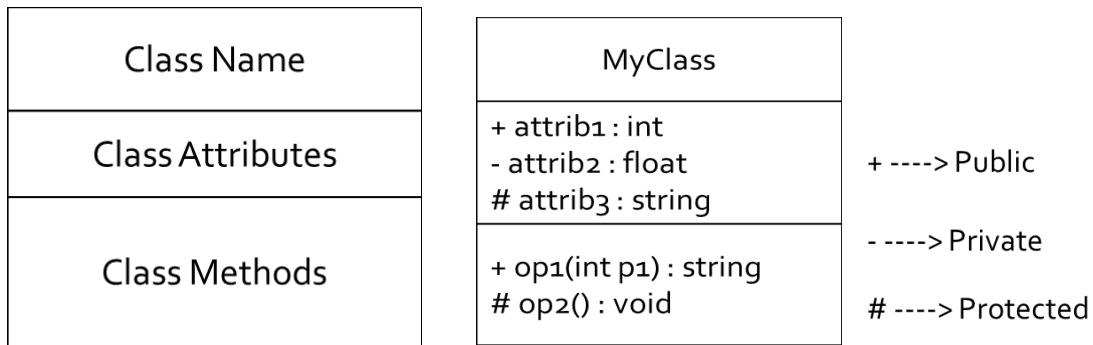 Class Name
Class Attributes
Class Methods
MyClass
+ attrib1 : int
- attrib2 : float
# attrib3 : string
+ op1(int p1) : string
# op2() : void
+ ----> Public
- ----> Private
# ----> Protected